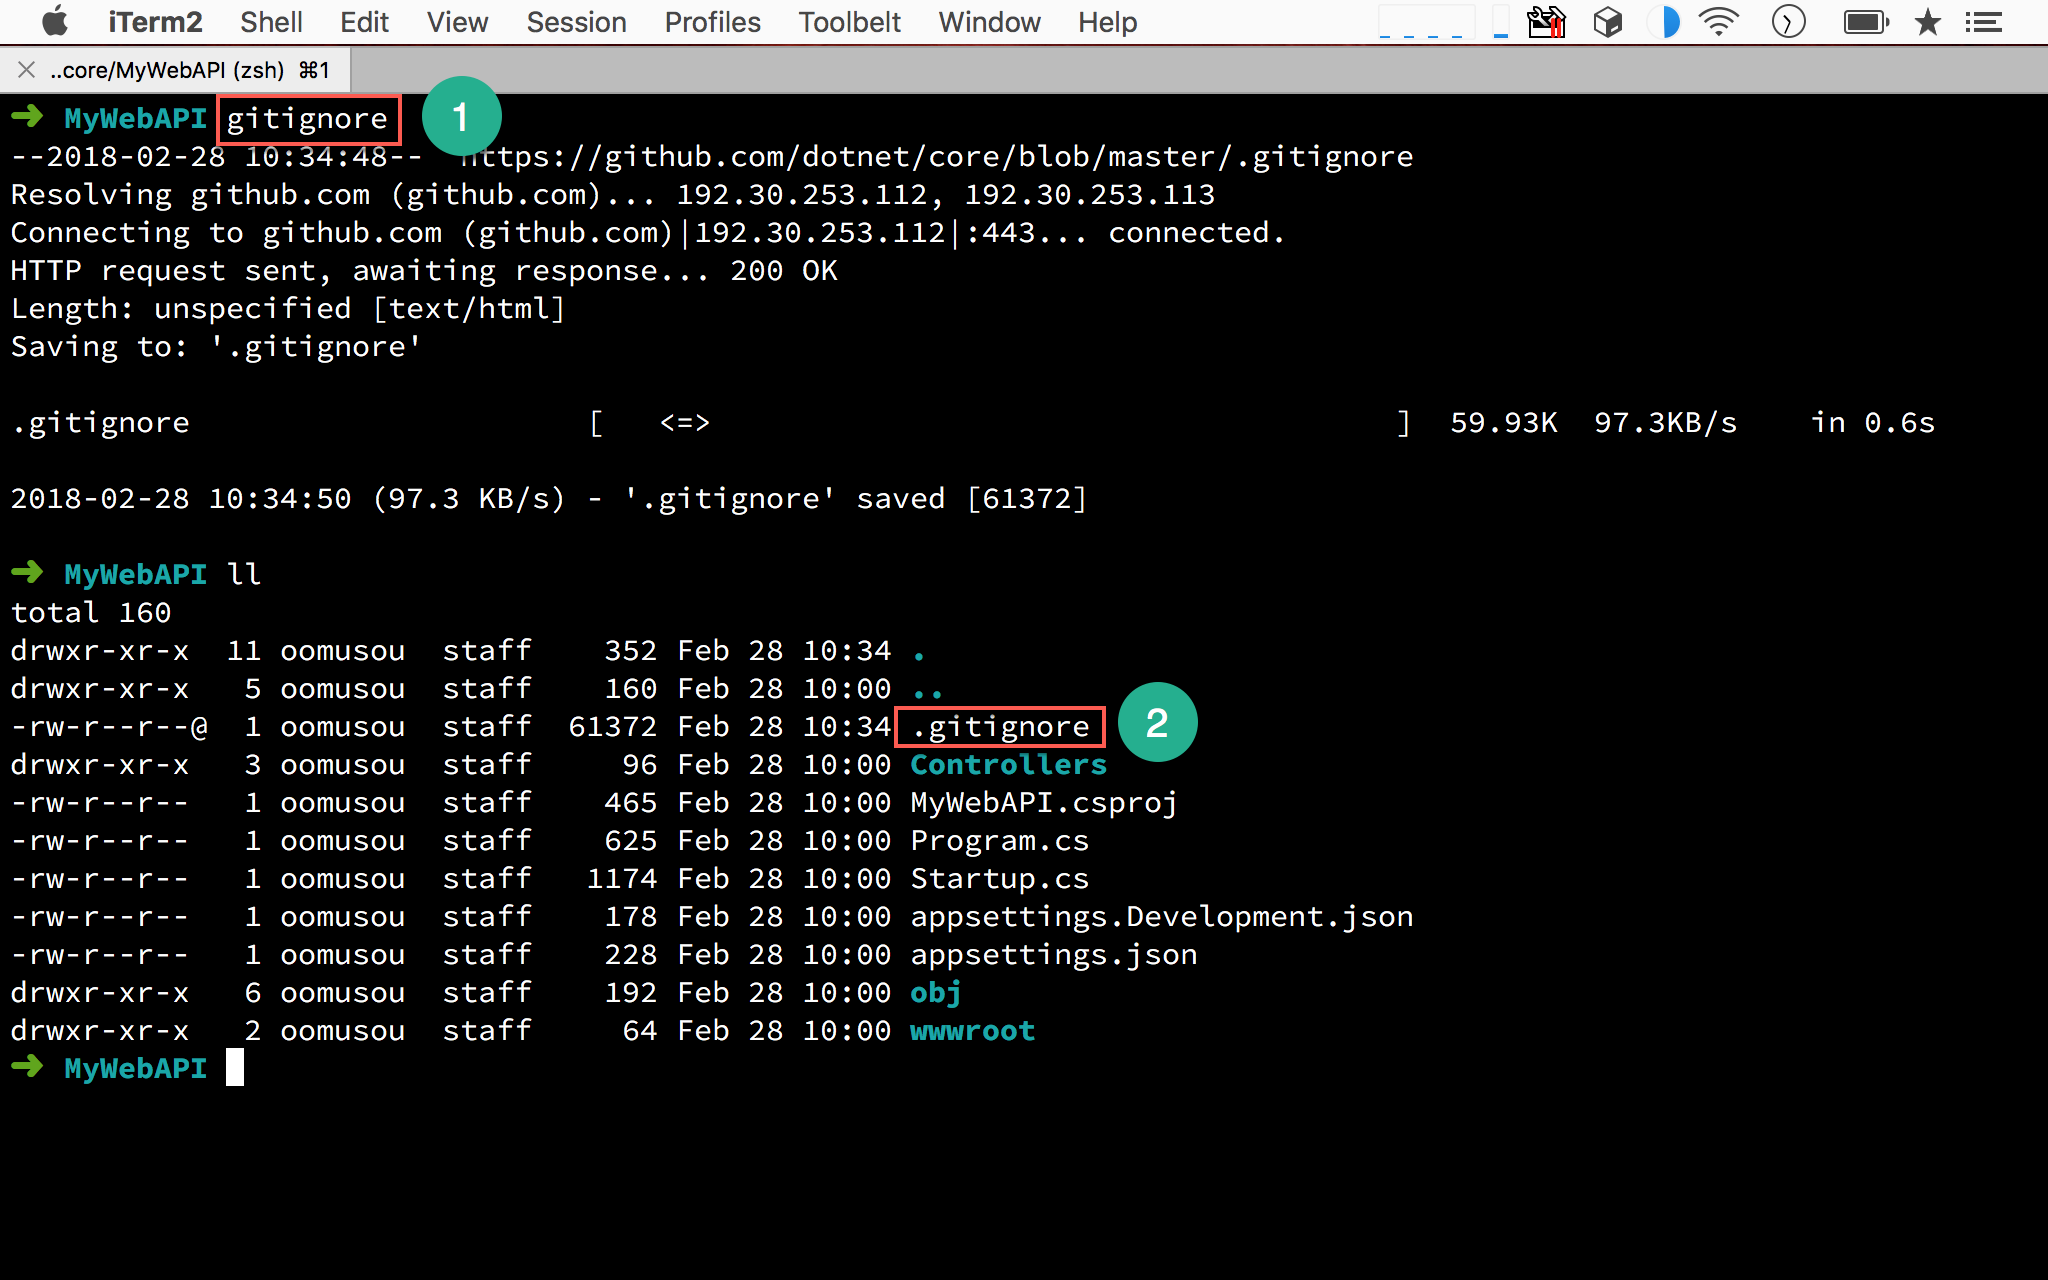 iTerm2 Shell Edit View Session Profiles Toolbelt Window Help
..core/MyWebAPI (zsh) ⌘1
➜ MyWebAPI gitignore 1
--2018-02-28 10:34:48-- https://github.com/dotnet/core/blob/master/.gitignore
Resolving github.com (github.com)... 192.30.253.112, 192.30.253.113
Connecting to github.com (github.com)|192.30.253.112|:443... connected.
HTTP request sent, awaiting response... 200 OK
Length: unspecified [text/html]
Saving to: '.gitignore'
.gitignore [ <=> ] 59.93K 97.3KB/s in 0.6s
2018-02-28 10:34:50 (97.3 KB/s) - '.gitignore' saved [61372]
➜ MyWebAPI ll
total 160
drwxr-xr-x 11 oomusou staff 352 Feb 28 10:34 .
drwxr-xr-x 5 oomusou staff 160 Feb 28 10:00 ..
-rw-r--r--@ 1 oomusou staff 61372 Feb 28 10:34 .gitignore 2
drwxr-xr-x 3 oomusou staff 96 Feb 28 10:00 Controllers
-rw-r--r-- 1 oomusou staff 465 Feb 28 10:00 MyWebAPI.csproj
-rw-r--r-- 1 oomusou staff 625 Feb 28 10:00 Program.cs
-rw-r--r-- 1 oomusou staff 1174 Feb 28 10:00 Startup.cs
-rw-r--r-- 1 oomusou staff 178 Feb 28 10:00 appsettings.Development.json
-rw-r--r-- 1 oomusou staff 228 Feb 28 10:00 appsettings.json
drwxr-xr-x 6 oomusou staff 192 Feb 28 10:00 obj
drwxr-xr-x 2 oomusou staff 64 Feb 28 10:00 wwwroot
➜ MyWebAPI